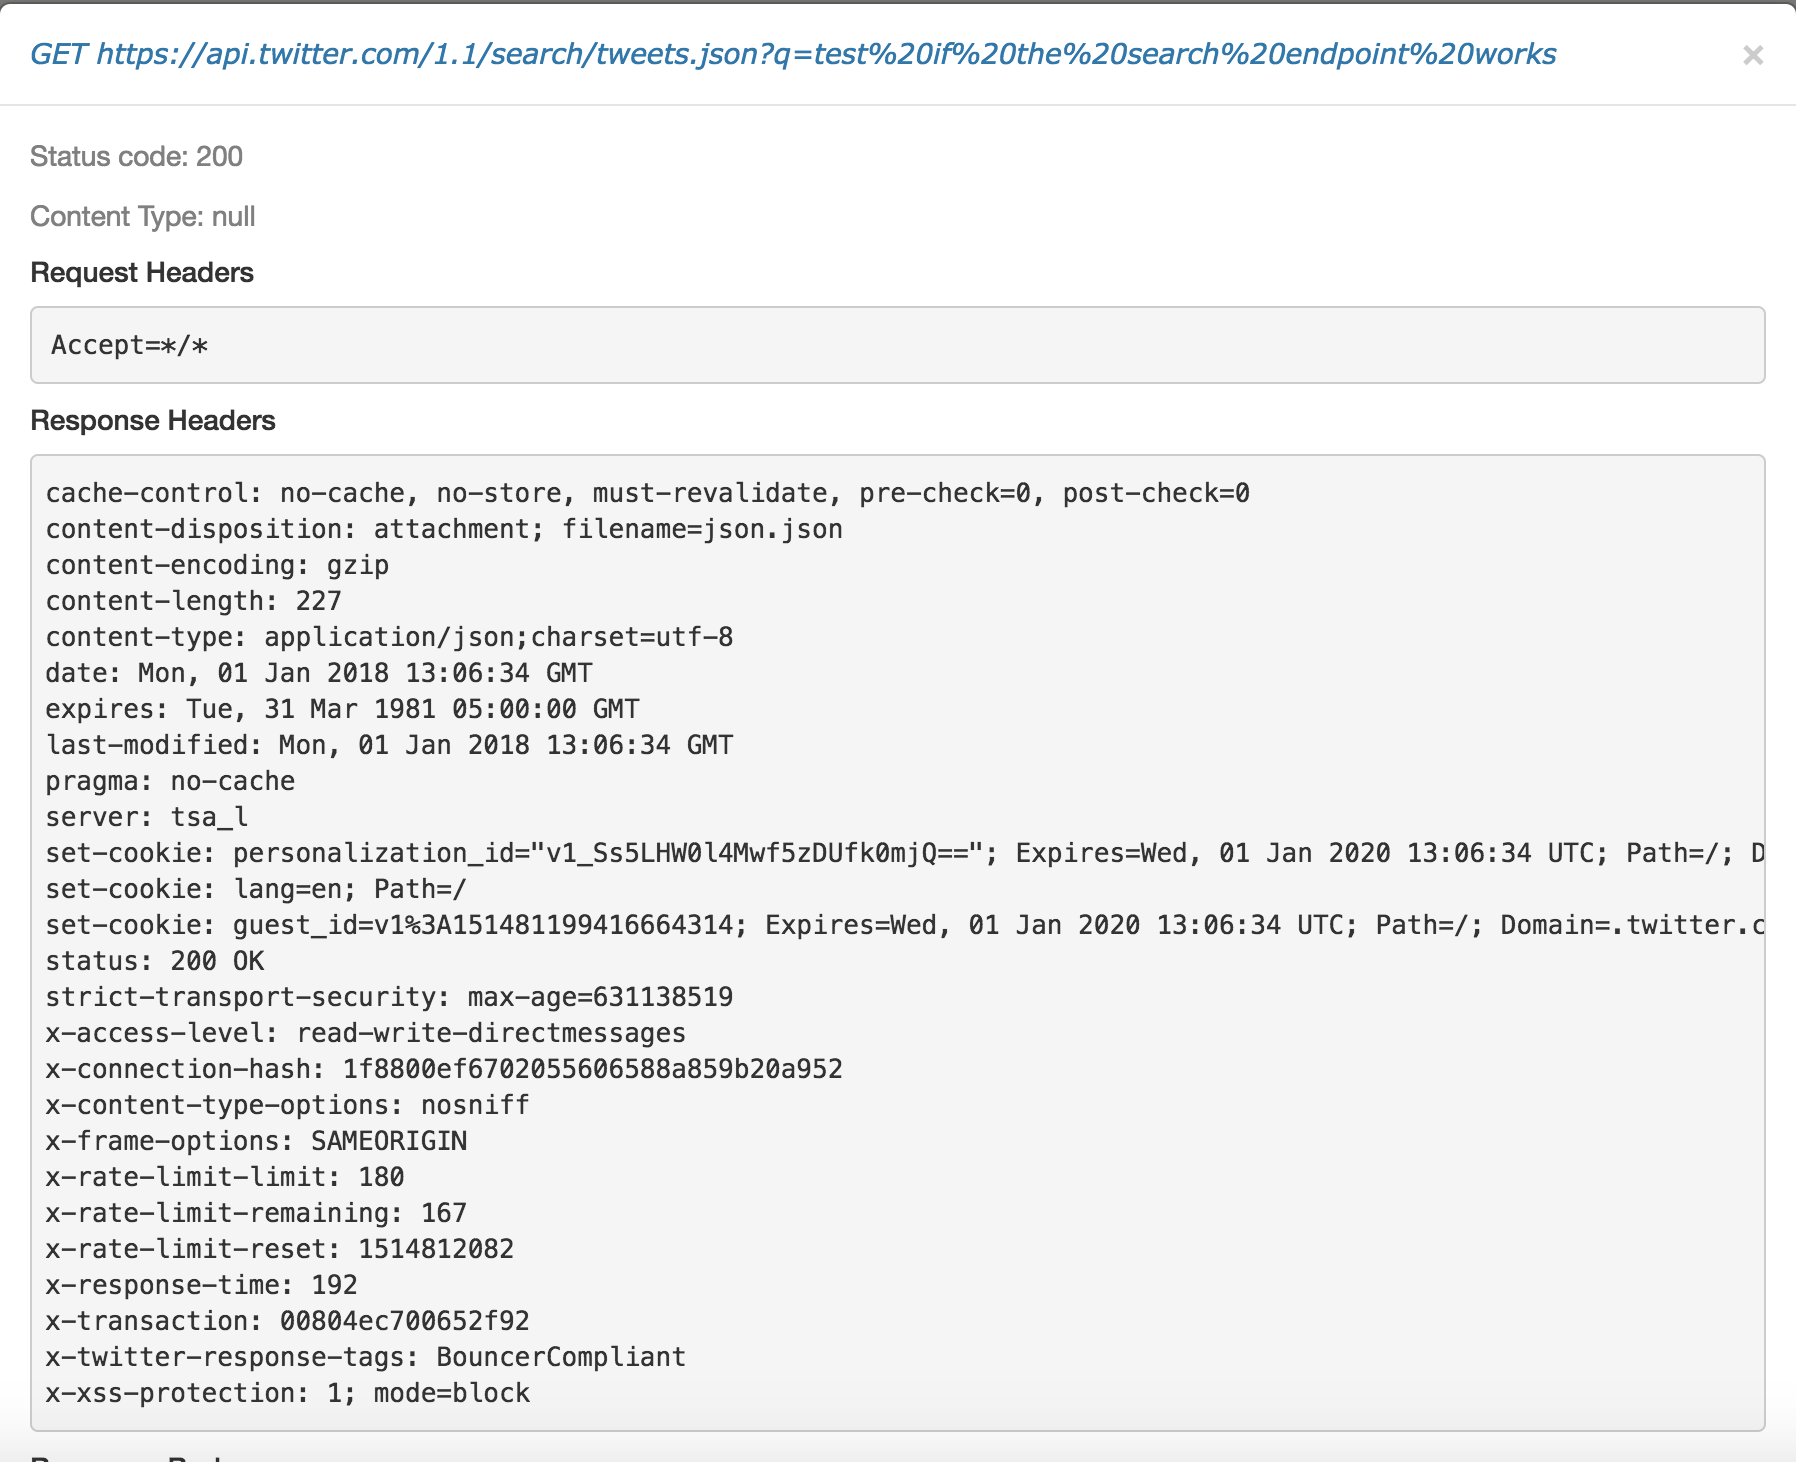 GET https://api.twitter.com/1.1/search/tweets.json?q=test%20if%20the%20search%20endpoint%20works
×
Status code: 200
Content Type: null
Request Headers
Accept=*/*
Response Headers
cache-control: no-cache, no-store, must-revalidate, pre-check=0, post-check=0
content-disposition: attachment; filename=json.json
content-encoding: gzip
content-length: 227
content-type: application/json;charset=utf-8
date: Mon, 01 Jan 2018 13:06:34 GMT
expires: Tue, 31 Mar 1981 05:00:00 GMT
last-modified: Mon, 01 Jan 2018 13:06:34 GMT
pragma: no-cache
server: tsa_l
set-cookie: personalization_id="v1_Ss5LHW0l4Mwf5zDUfk0mjQ=="; Expires=Wed, 01 Jan 2020 13:06:34 UTC; Path=/; D
set-cookie: lang=en; Path=/
set-cookie: guest_id=v1%3A151481199416664314; Expires=Wed, 01 Jan 2020 13:06:34 UTC; Path=/; Domain=.twitter.c
status: 200 OK
strict-transport-security: max-age=631138519
x-access-level: read-write-directmessages
x-connection-hash: 1f8800ef6702055606588a859b20a952
x-content-type-options: nosniff
x-frame-options: SAMEORIGIN
x-rate-limit-limit: 180
x-rate-limit-remaining: 167
x-rate-limit-reset: 1514812082
x-response-time: 192
x-transaction: 00804ec700652f92
x-twitter-response-tags: BouncerCompliant
x-xss-protection: 1; mode=block